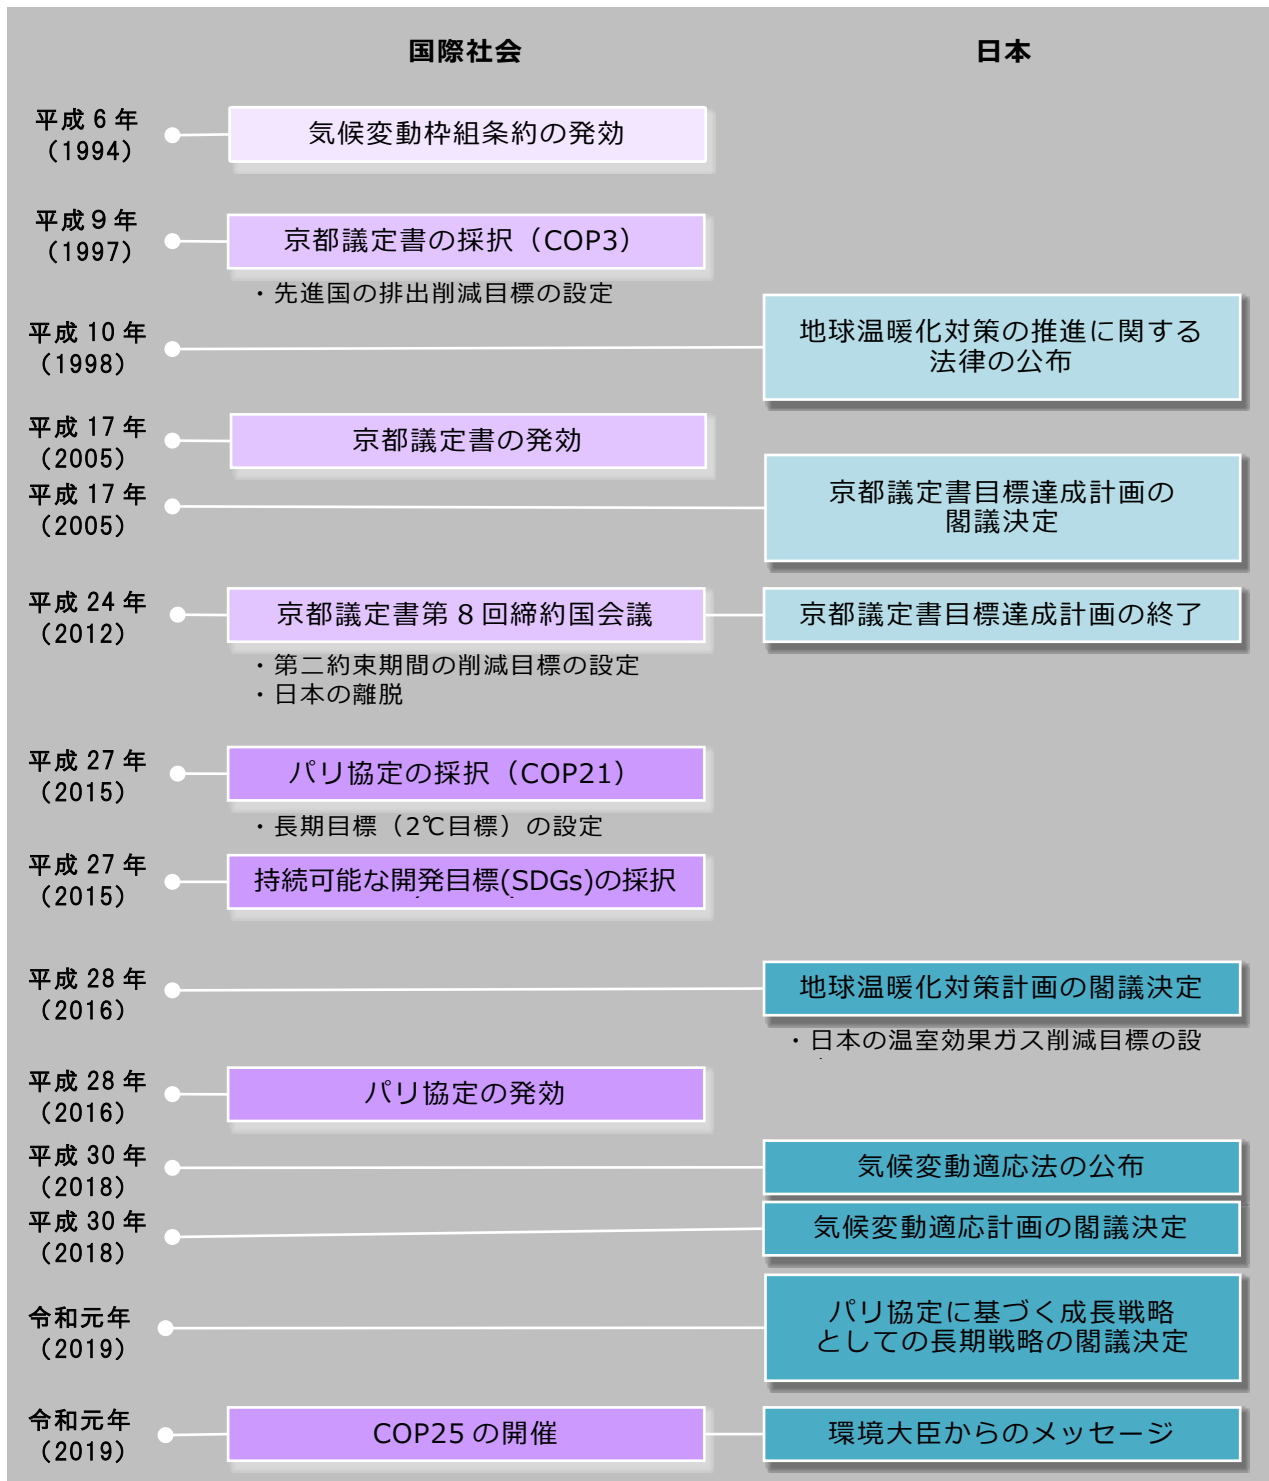 国際社会
日本
平成 6 年
（1994）
気候変動枠組条約の発効
平成 9 年
（1997）
京都議定書の採択（COP3）
・先進国の排出削減目標の設定
平成 10 年
（1998）
地球温暖化対策の推進に関する
法律の公布
平成 17 年
（2005）
京都議定書の発効
平成 17 年
（2005）
京都議定書目標達成計画の
閣議決定
平成 24 年
（2012）
京都議定書第 8 回締約国会議
京都議定書目標達成計画の終了
・第二約束期間の削減目標の設定
・日本の離脱
平成 27 年
（2015）
パリ協定の採択（COP21）
・長期目標（2℃目標）の設定
平成 27 年
（2015）
持続可能な開発目標(SDGs)の採択
平成 28 年
（2016）
地球温暖化対策計画の閣議決定
・日本の温室効果ガス削減目標の設
平成 28 年
（2016）
パリ協定の発効
平成 30 年
（2018）
気候変動適応法の公布
平成 30 年
（2018）
気候変動適応計画の閣議決定
令和元年
（2019）
パリ協定に基づく成長戦略
としての長期戦略の閣議決定
令和元年
（2019）
COP25 の開催
環境大臣からのメッセージ